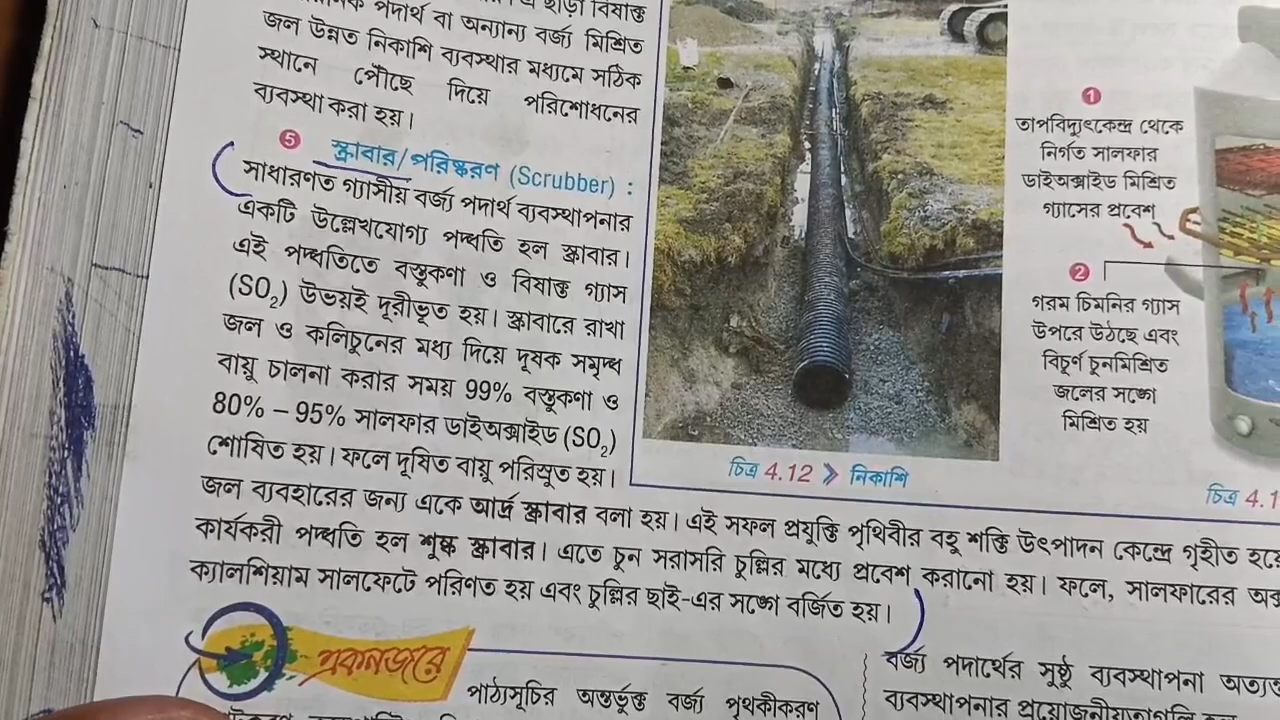 পদার্থ বা অন্যান্য বর্জ্য মিশ্রিত
জল উন্নত নিকাশি ব্যবস্থার মাধ্যমে সঠিক
স্থানে পৌঁছে দিয়ে পরিশোধনের
ব্যবস্থা করা হয়।
5 স্ক্রাবার/পরিষ্করণ (Scrubber) :
সাধারণত গ্যাসীয় বর্জ্য পদার্থ ব্যবস্থাপনার
একটি উল্লেখযোগ্য পদ্ধতি হল স্ক্রাবার।
এই পদ্ধতিতে বস্তুকণা ও বিষাক্ত গ্যাস
(SO₂) উভয়ই দূরীভূত হয়। স্ক্রাবারে রাখা
জল ও কলিচুনের মধ্য দিয়ে দূষক সমৃদ্ধ
বায়ু চালনা করার সময় 99% বস্তুকণা ও
80% – 95% সালফার ডাইঅক্সাইড (SO₂)
শোষিত হয়। ফলে দূষিত বায়ু পরিস্রুত হয়।
জল ব্যবহারের জন্য একে আর্দ্র স্ক্রাবার বলা হয়। এই সফল প্রযুক্তি পৃথিবীর বহু শক্তি উৎপাদন কেন্দ্রে গৃহীত
কার্যকরী পদ্ধতি হল শুষ্ক স্ক্রাবার। এতে চুন সরাসরি চুল্লির মধ্যে প্রবেশ করানো হয়। ফলে, সালফারের
ক্যালশিয়াম সালফেটে পরিণত হয় এবং চুল্লির ছাই-এর সঙ্গে বর্জিত হয়।
চিত্র 4.12 » নিকাশি
1
তাপবিদ্যুৎকেন্দ্র থেকে
নির্গত সালফার
ডাইঅক্সাইড মিশ্রিত
গ্যাসের প্রবেশ
2
গরম চিমনির গ্যাস
উপরে উঠছে এবং
বিচূর্ণ চুনমিশ্রিত
জলের সঙ্গে
মিশ্রিত হয়
চিত্র 4.1
একনজরে
পাঠ্যসূচির অন্তর্ভুক্ত বর্জ্য পৃথকীকরণ
বর্জ্য পদার্থের সুষ্ঠু ব্যবস্থাপনা
ব্যবস্থাপনার প্রয়োজনীয়তাগুলি